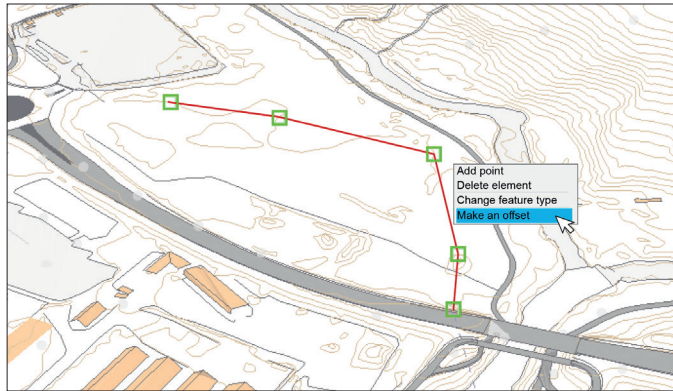 Add point
Delete element
Change feature type
Make an offset